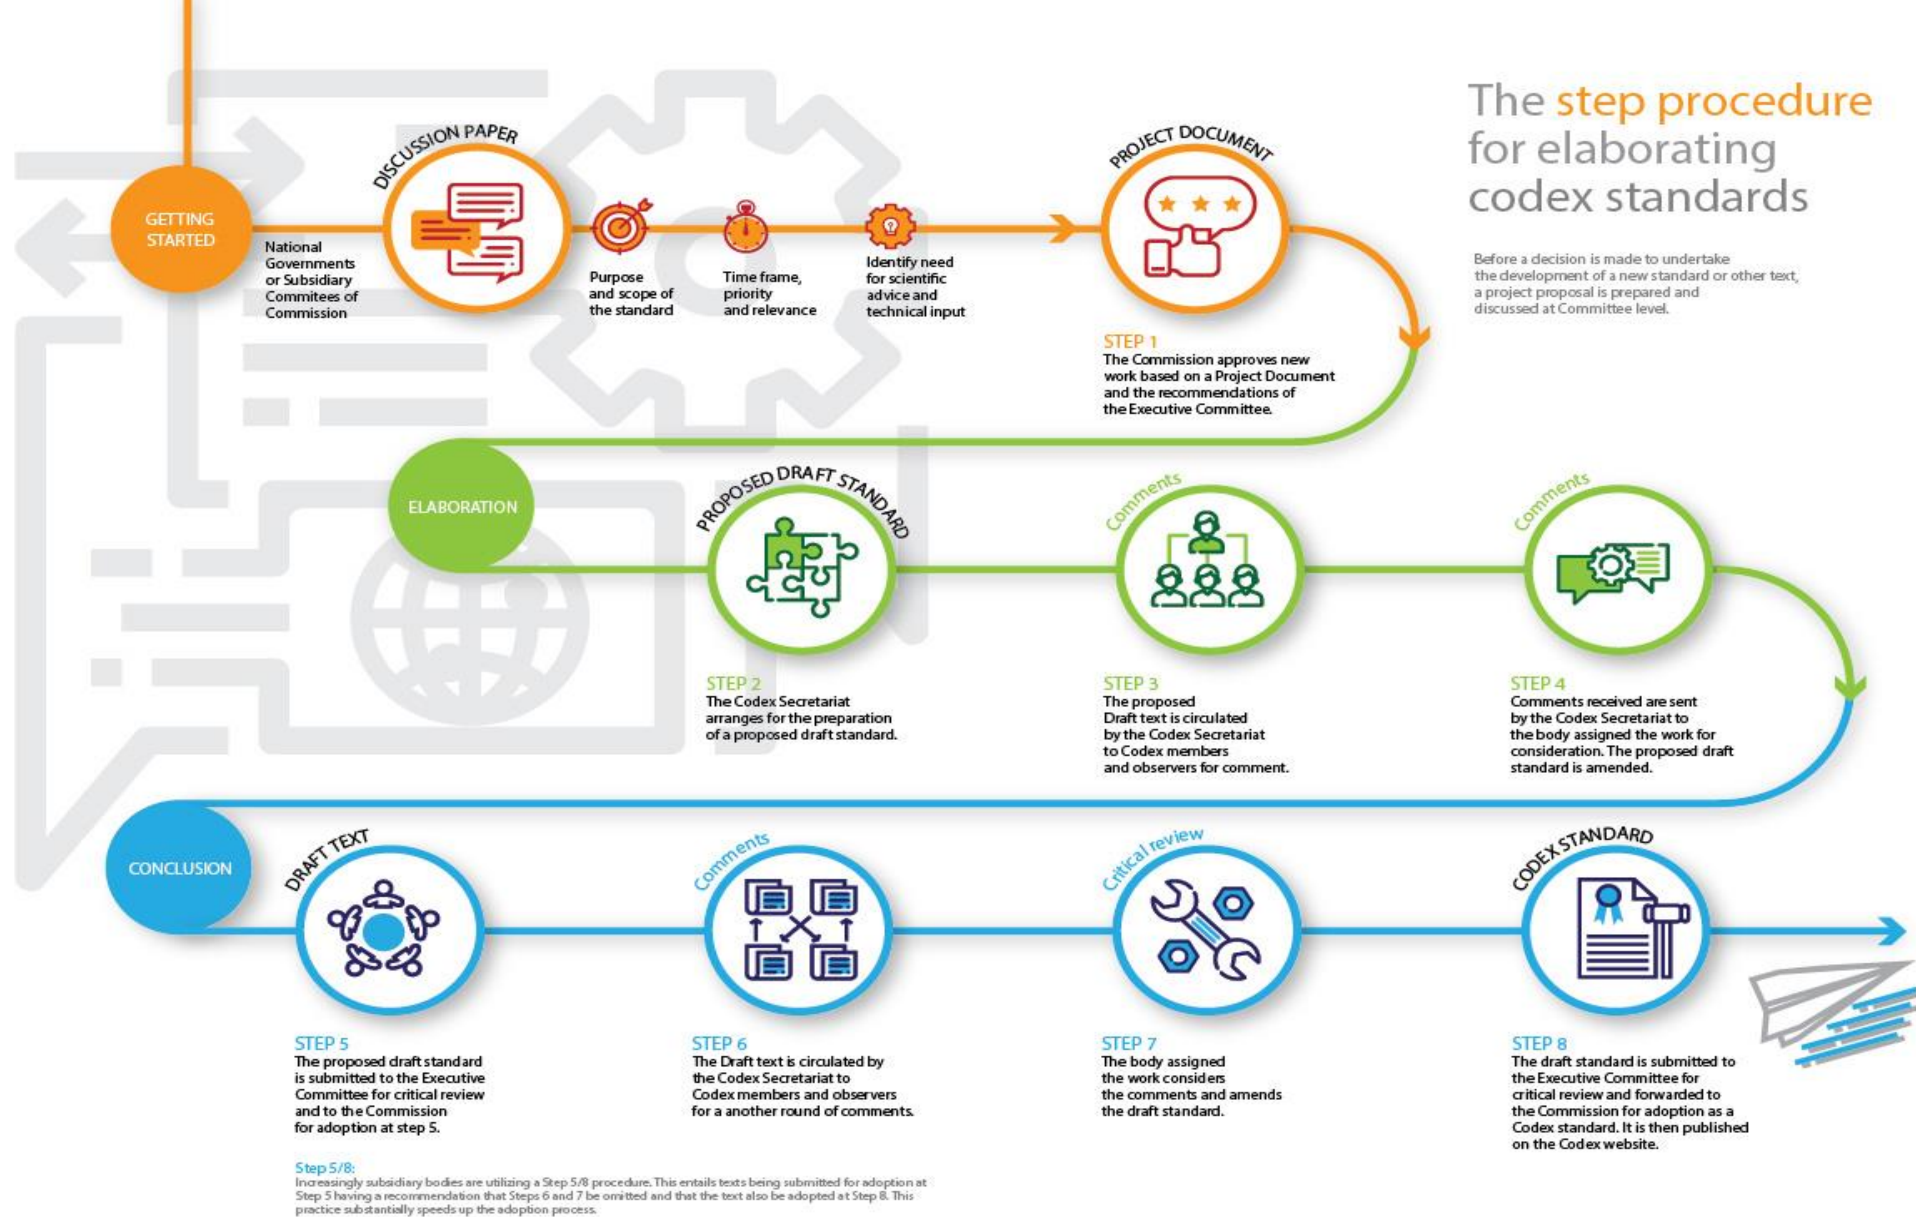 The step procedure
for elaborating
codex standards
Before a decision is made to undertake
the development of a new standard or other text,
a project proposal is prepared and
discussed at Committee level.
GETTING
STARTED
National
Governments
or Subsidiary
Commitees of
Commission
DISCUSSION PAPER
Purpose
and scope of
the standard
Time frame,
priority
and relevance
Identify need
for scientific
advice and
technical input
PROJECT DOCUMENT
STEP 1
The Commission approves new
work based on a Project Document
and the recommendations of
the Executive Committee.
ELABORATION
PROPOSED DRAFT STANDARD
STEP 2
The Codex Secretariat
arranges for the preparation
of a proposed draft standard.
Comments
STEP 3
The proposed
Draft text is circulated
by the Codex Secretariat
to Codex members
and observers for comment.
Comments
STEP 4
Comments received are sent
by the Codex Secretariat to
the body assigned the work for
consideration. The proposed draft
standard is amended.
CONCLUSION
DRAFT TEXT
STEP 5
The proposed draft standard
is submitted to the Executive
Committee for critical review
and to the Commission
for adoption at step 5.
Comments
STEP 6
The Draft text is circulated by
the Codex Secretariat to
Codex members and observers
for a another round of comments.
Critical review
STEP 7
The body assigned
the work considers
the comments and amends
the draft standard.
CODEX STANDARD
STEP 8
The draft standard is submitted to
the Executive Committee for
critical review and forwarded to
the Commission for adoption as a
Codex standard. It is then published
on the Codex website.
Step 5/8:
Increasingly subsidiary bodies are utilizing a Step 5/8 procedure. This entails texts being submitted for adoption at
Step 5 having a recommendation that Steps 6 and 7 be omitted and that the text also be adopted at Step 8. This
practice substantially speeds up the adoption process.